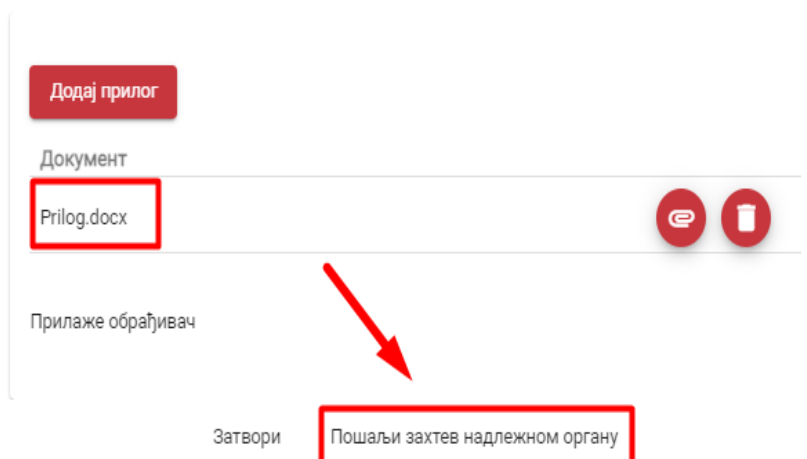 Додај прилог
Документ
Prilog.docx
Прилаже обрађивач
Затвори Пошаљи захтев надлежном органу